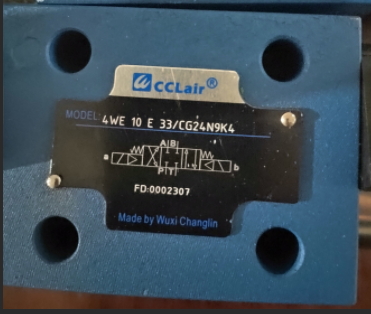 CCLair®
MODEL: 4WE 10 E 33/CG24N9K4
A B
a b
P T
FD:0002307
Made by Wuxi Changlin